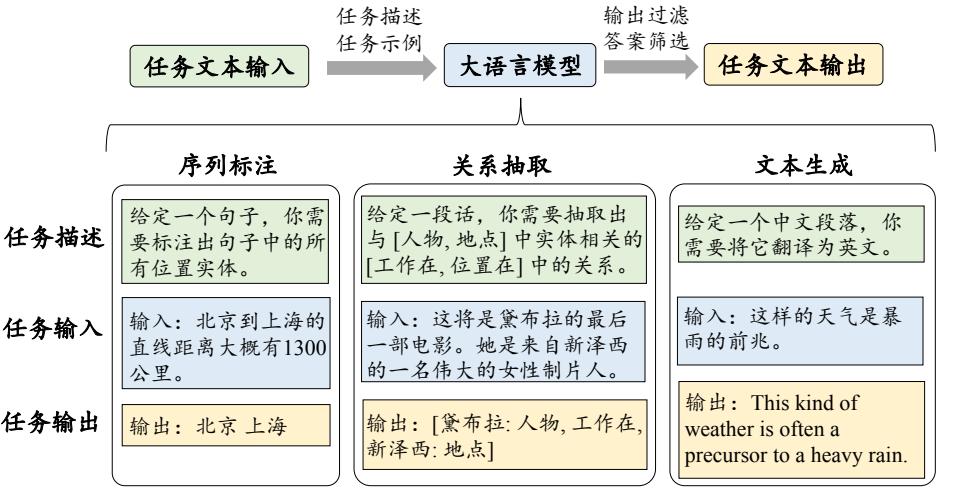 任务描述
任务示例
输出过滤
答案筛选
任务文本输入
大语言模型
任务文本输出
序列标注
关系抽取
文本生成
任务描述
给定一个句子，你需
要标注出句子中的所
有位置实体。
给定一段话，你需要抽取出
与 [人物, 地点] 中实体相关的
[工作在, 位置在] 中的关系。
给定一个中文段落，你
需要将它翻译为英文。
任务输入
输入：北京到上海的
直线距离大概有1300
公里。
输入：这将是黛布拉的最后
一部电影。她是来自新泽西
的一名伟大的女性制片人。
输入：这样的天气是暴
雨的前兆。
任务输出
输出：北京 上海
输出：[黛布拉: 人物, 工作在,
新泽西: 地点]
输出：This kind of
weather is often a
precursor to a heavy rain.